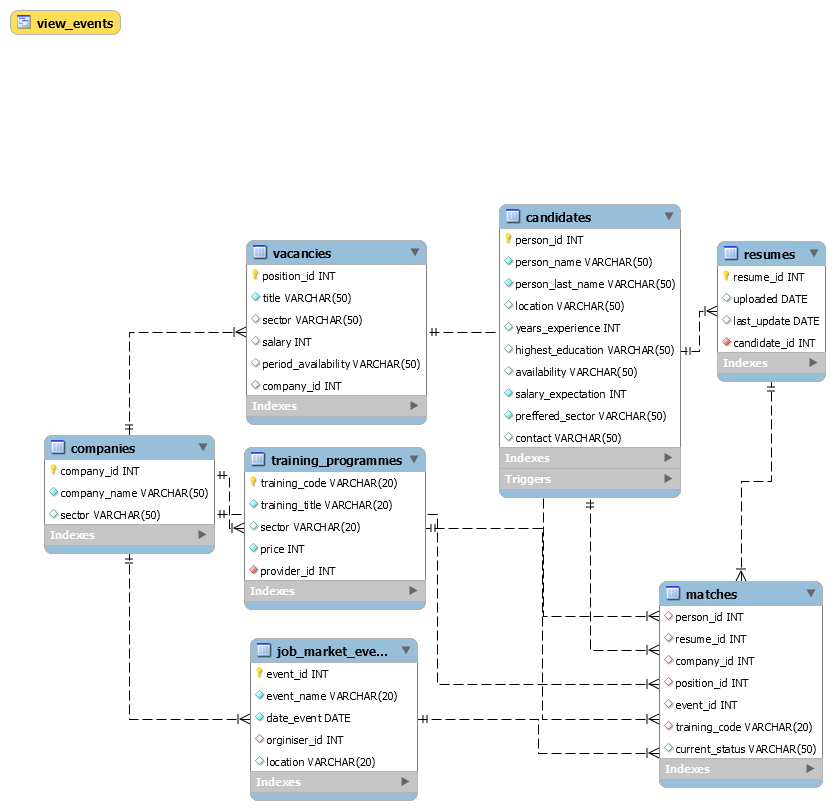 view_events
candidates
person_id INT
person_name VARCHAR(50)
person_last_name VARCHAR(50)
location VARCHAR(50)
years_experience INT
highest_education VARCHAR(50)
availability VARCHAR(50)
salary_expectation INT
preffered_sector VARCHAR(50)
contact VARCHAR(50)
Indexes
Triggers
vacancies
position_id INT
title VARCHAR(50)
sector VARCHAR(50)
salary INT
period_availability VARCHAR(50)
company_id INT
Indexes
resumes
resume_id INT
uploaded DATE
last_update DATE
candidate_id INT
Indexes
companies
company_id INT
company_name VARCHAR(50)
sector VARCHAR(50)
Indexes
training_programmes
training_code VARCHAR(20)
training_title VARCHAR(20)
sector VARCHAR(20)
price INT
provider_id INT
Indexes
matches
person_id INT
resume_id INT
company_id INT
position_id INT
event_id INT
training_code VARCHAR(20)
current_status VARCHAR(50)
Indexes
job_market_eve...
event_id INT
event_name VARCHAR(20)
date_event DATE
orginiser_id INT
location VARCHAR(20)
Indexes